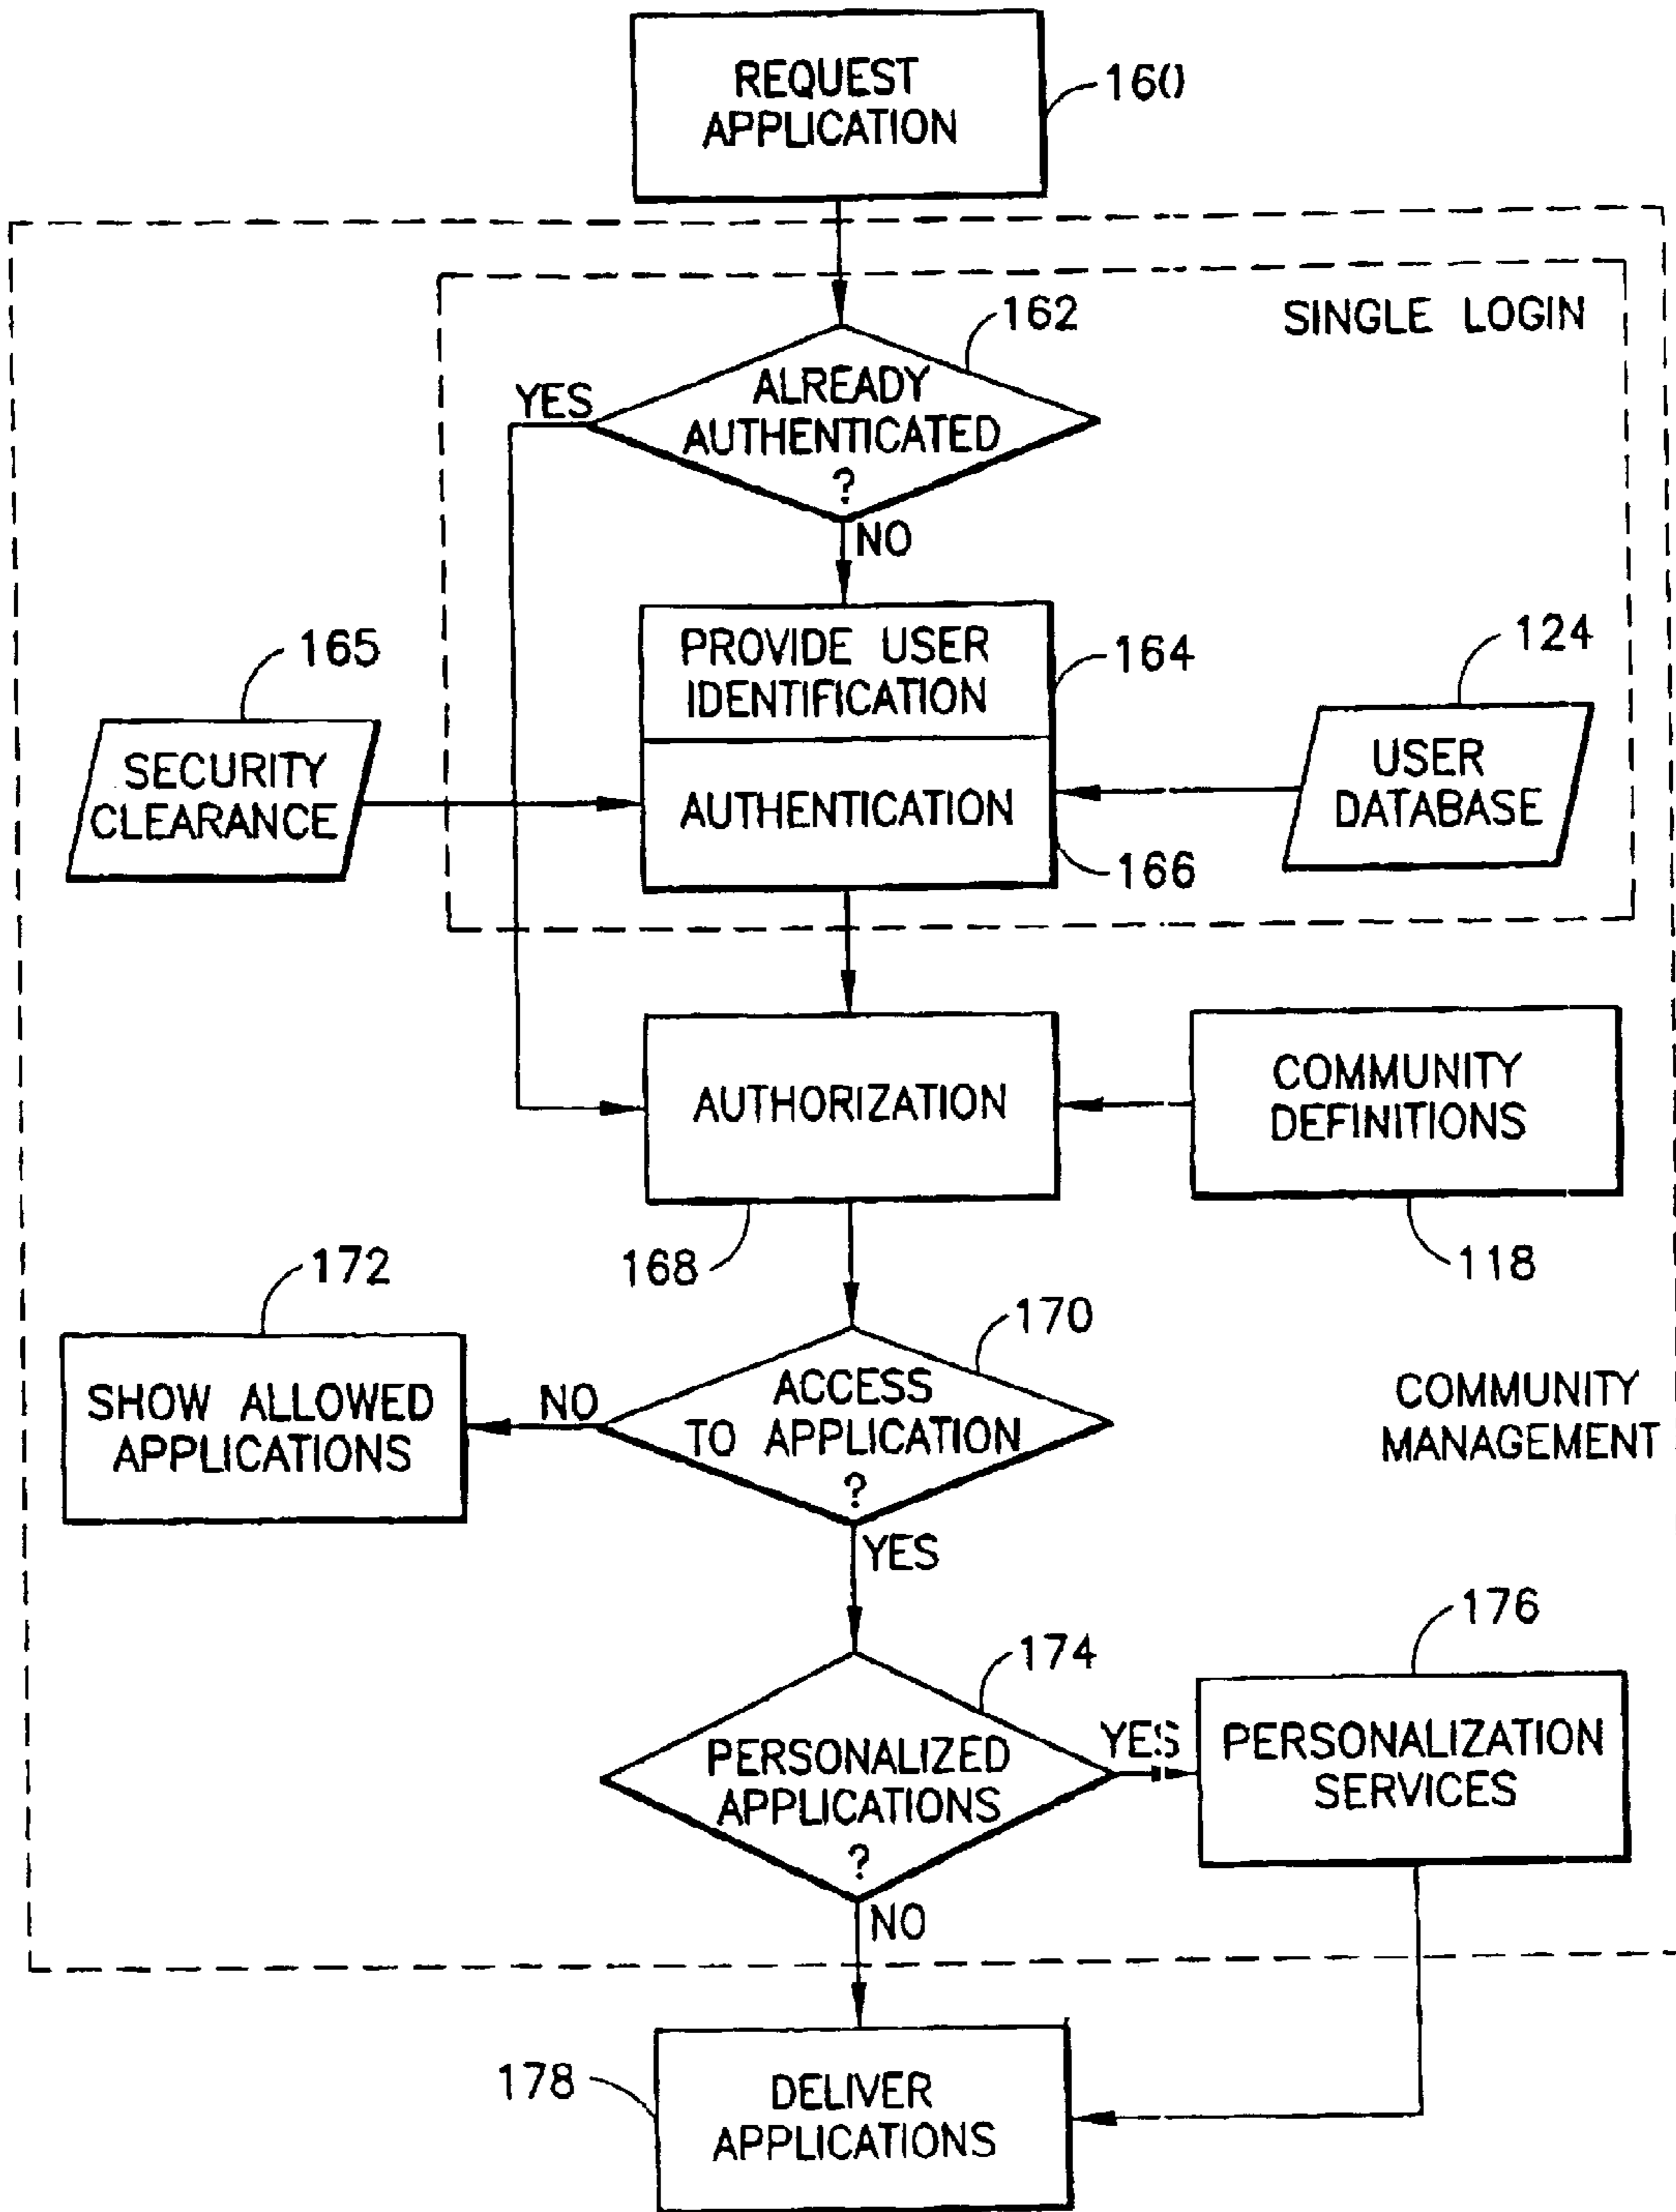 REQUEST
APPLICATION
160
SINGLE LOGIN
162
ALREADY
AUTHENTICATED
?
YES
NO
PROVIDE USER
IDENTIFICATION
164
165
SECURITY
CLEARANCE
AUTHENTICATION
166
124
USER
DATABASE
AUTHORIZATION
168
COMMUNITY
DEFINITIONS
118
172
SHOW ALLOWED
APPLICATIONS
NO
170
ACCESS
TO APPLICATION
?
YES
COMMUNITY
MANAGEMENT
174
PERSONALIZED
APPLICATIONS
?
YES
NO
176
PERSONALIZATION
SERVICES
178
DELIVER
APPLICATIONS